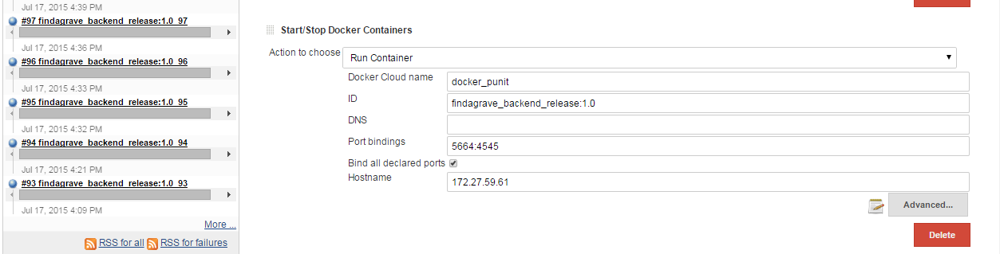 Jul 17, 2015 4:39 PM
#97 findagrave_backend_release:1.0_97
Jul 17, 2015 4:36 PM
#96 findagrave_backend_release:1.0_96
Jul 17, 2015 4:33 PM
#95 findagrave_backend_release:1.0_95
Jul 17, 2015 4:32 PM
#94 findagrave_backend_release:1.0_94
Jul 17, 2015 4:21 PM
#93 findagrave_backend_release:1.0_93
Jul 17, 2015 4:09 PM
More ...
RSS for all RSS for failures
Start/Stop Docker Containers
Action to choose Run Container
Docker Cloud name docker_punit
ID findagrave_backend_release:1.0
DNS
Port bindings 5664:4545
Bind all declared ports
Hostname 172.27.59.61
Advanced...
Delete